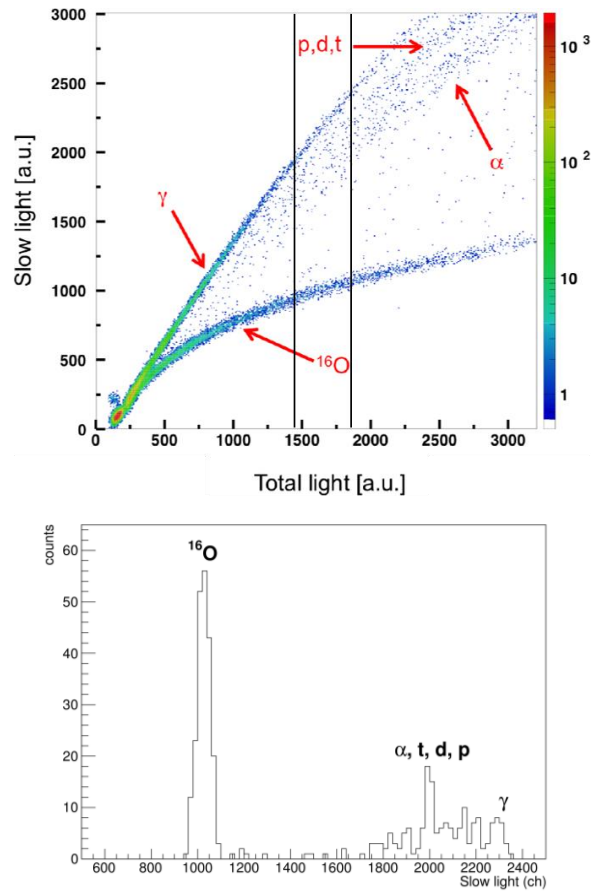 3000
2500
2000
1500
1000
500
0
Slow light [a.u.]
p,d,t
α
γ
¹⁶O
10³
10²
10
1
0 500 1000 1500 2000 2500 3000
Total light [a.u.]
counts
60
50
40
30
20
10
0
¹⁶O
α, t, d, p
γ
600 800 1000 1200 1400 1600 1800 2000 2200 2400
Slow light (ch)